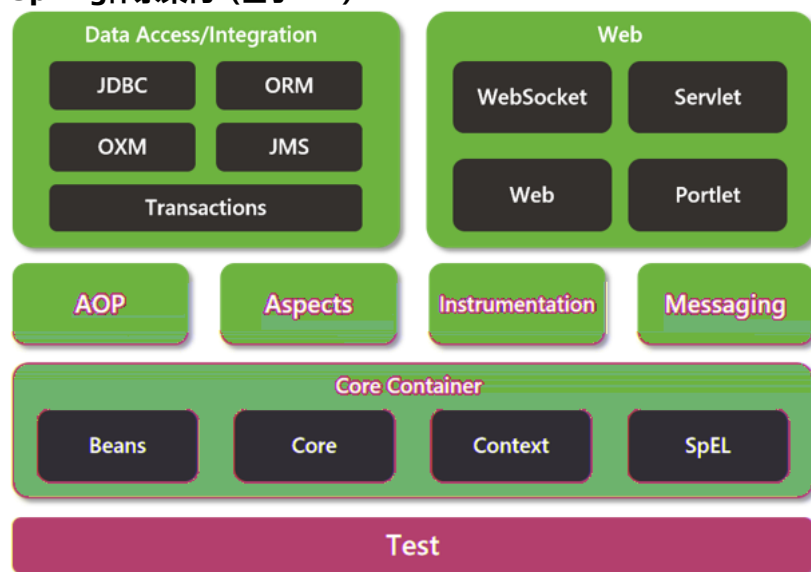 Data Access/Integration
Web
JDBC
ORM
WebSocket
Servlet
OXM
JMS
Transactions
Web
Portlet
AOP
Aspects
Instrumentation
Messaging
Core Container
Beans
Core
Context
SpEL
Test